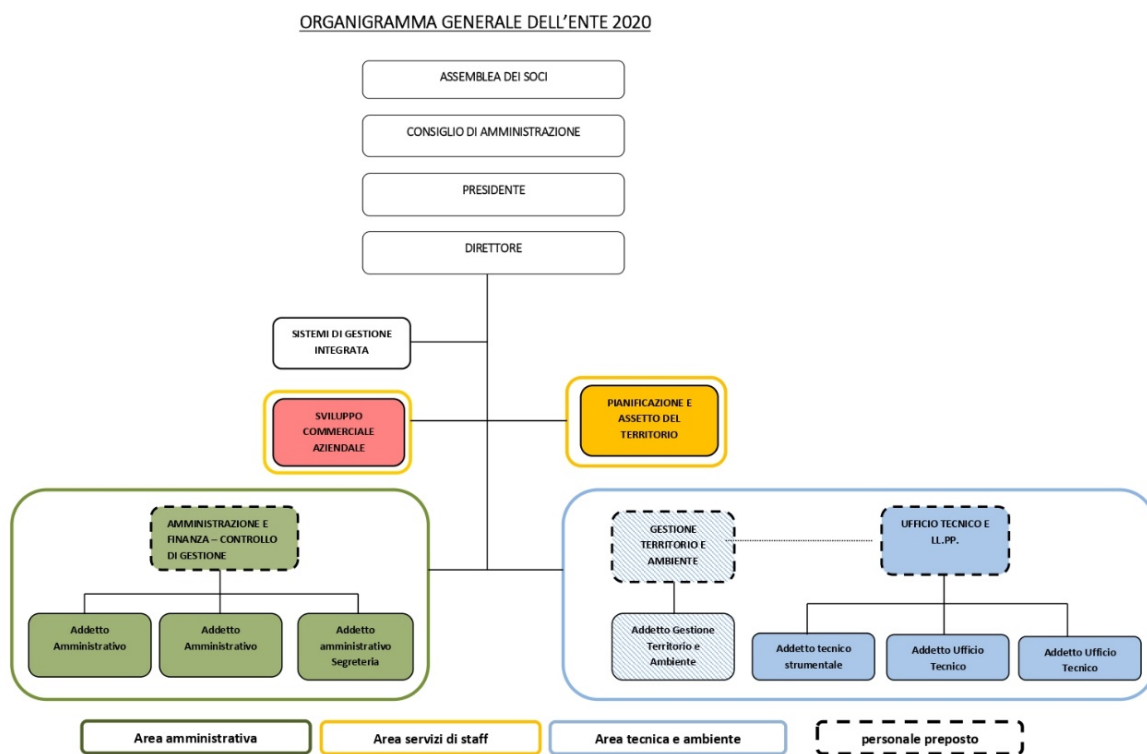 ORGANIGRAMMA GENERALE DELL'ENTE 2020
ASSEMBLEA DEI SOCI
CONSIGLIO DI AMMINISTRAZIONE
PRESIDENTE
DIRETTORE
SISTEMI DI GESTIONE
INTEGRATA
SVILUPPO
COMMERCIALE
AZIENDALE
PIANIFICAZIONE E
ASSETTO DEL
TERRITORIO
AMMINISTRAZIONE E
FINANZA – CONTROLLO
DI GESTIONE
Addetto
Amministrativo
Addetto
Amministrativo
Addetto
amministrativo
Segreteria
GESTIONE
TERRITORIO E
AMBIENTE
UFFICIO TECNICO E
LL.PP.
Addetto Gestione
Territorio e
Ambiente
Addetto tecnico
strumentale
Addetto Ufficio
Tecnico
Addetto Ufficio
Tecnico
Area amministrativa
Area servizi di staff
Area tecnica e ambiente
personale preposto